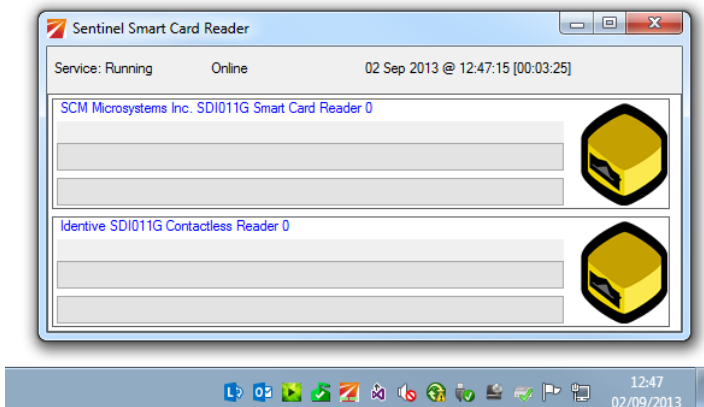 Sentinel Smart Card Reader
Service: Running Online 02 Sep 2013 @ 12:47:15 [00:03:25]
SCM Microsystems Inc. SDI011G Smart Card Reader 0
Identive SDI011G Contactless Reader 0
12:47
02/09/2013